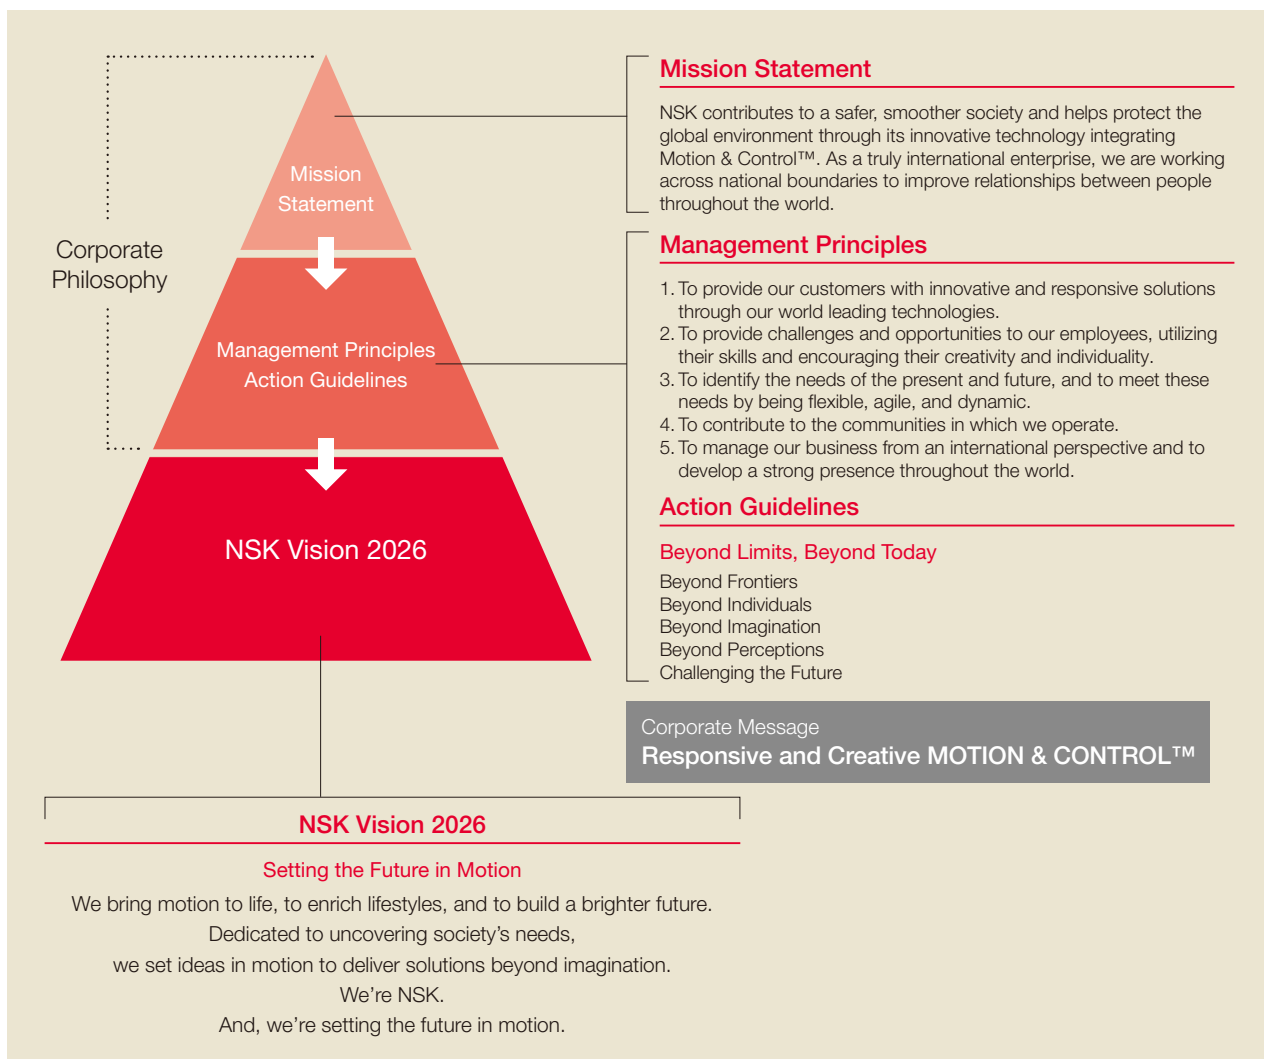 Corporate
Philosophy
Mission
Statement
Management Principles
Action Guidelines
NSK Vision 2026
Mission Statement
NSK contributes to a safer, smoother society and helps protect the
global environment through its innovative technology integrating
Motion & Control™. As a truly international enterprise, we are working
across national boundaries to improve relationships between people
throughout the world.
Management Principles
1. To provide our customers with innovative and responsive solutions
through our world leading technologies.
2. To provide challenges and opportunities to our employees, utilizing
their skills and encouraging their creativity and individuality.
3. To identify the needs of the present and future, and to meet these
needs by being flexible, agile, and dynamic.
4. To contribute to the communities in which we operate.
5. To manage our business from an international perspective and to
develop a strong presence throughout the world.
Action Guidelines
Beyond Limits, Beyond Today
Beyond Frontiers
Beyond Individuals
Beyond Imagination
Beyond Perceptions
Challenging the Future
Corporate Message
Responsive and Creative MOTION & CONTROL™
NSK Vision 2026
Setting the Future in Motion
We bring motion to life, to enrich lifestyles, and to build a brighter future.
Dedicated to uncovering society’s needs,
we set ideas in motion to deliver solutions beyond imagination.
We’re NSK.
And, we’re setting the future in motion.